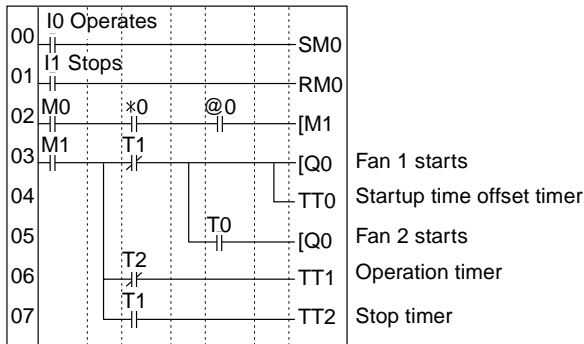 I0 Operates
00 SM0
I1 Stops
01 RM0
M0 *0 @0
02 [M1
M1 T1
03 [Q0 Fan 1 starts
04 TT0 Startup time offset timer
T0
05 [Q0 Fan 2 starts
T2
06 TT1 Operation timer
T1
07 TT2 Stop timer